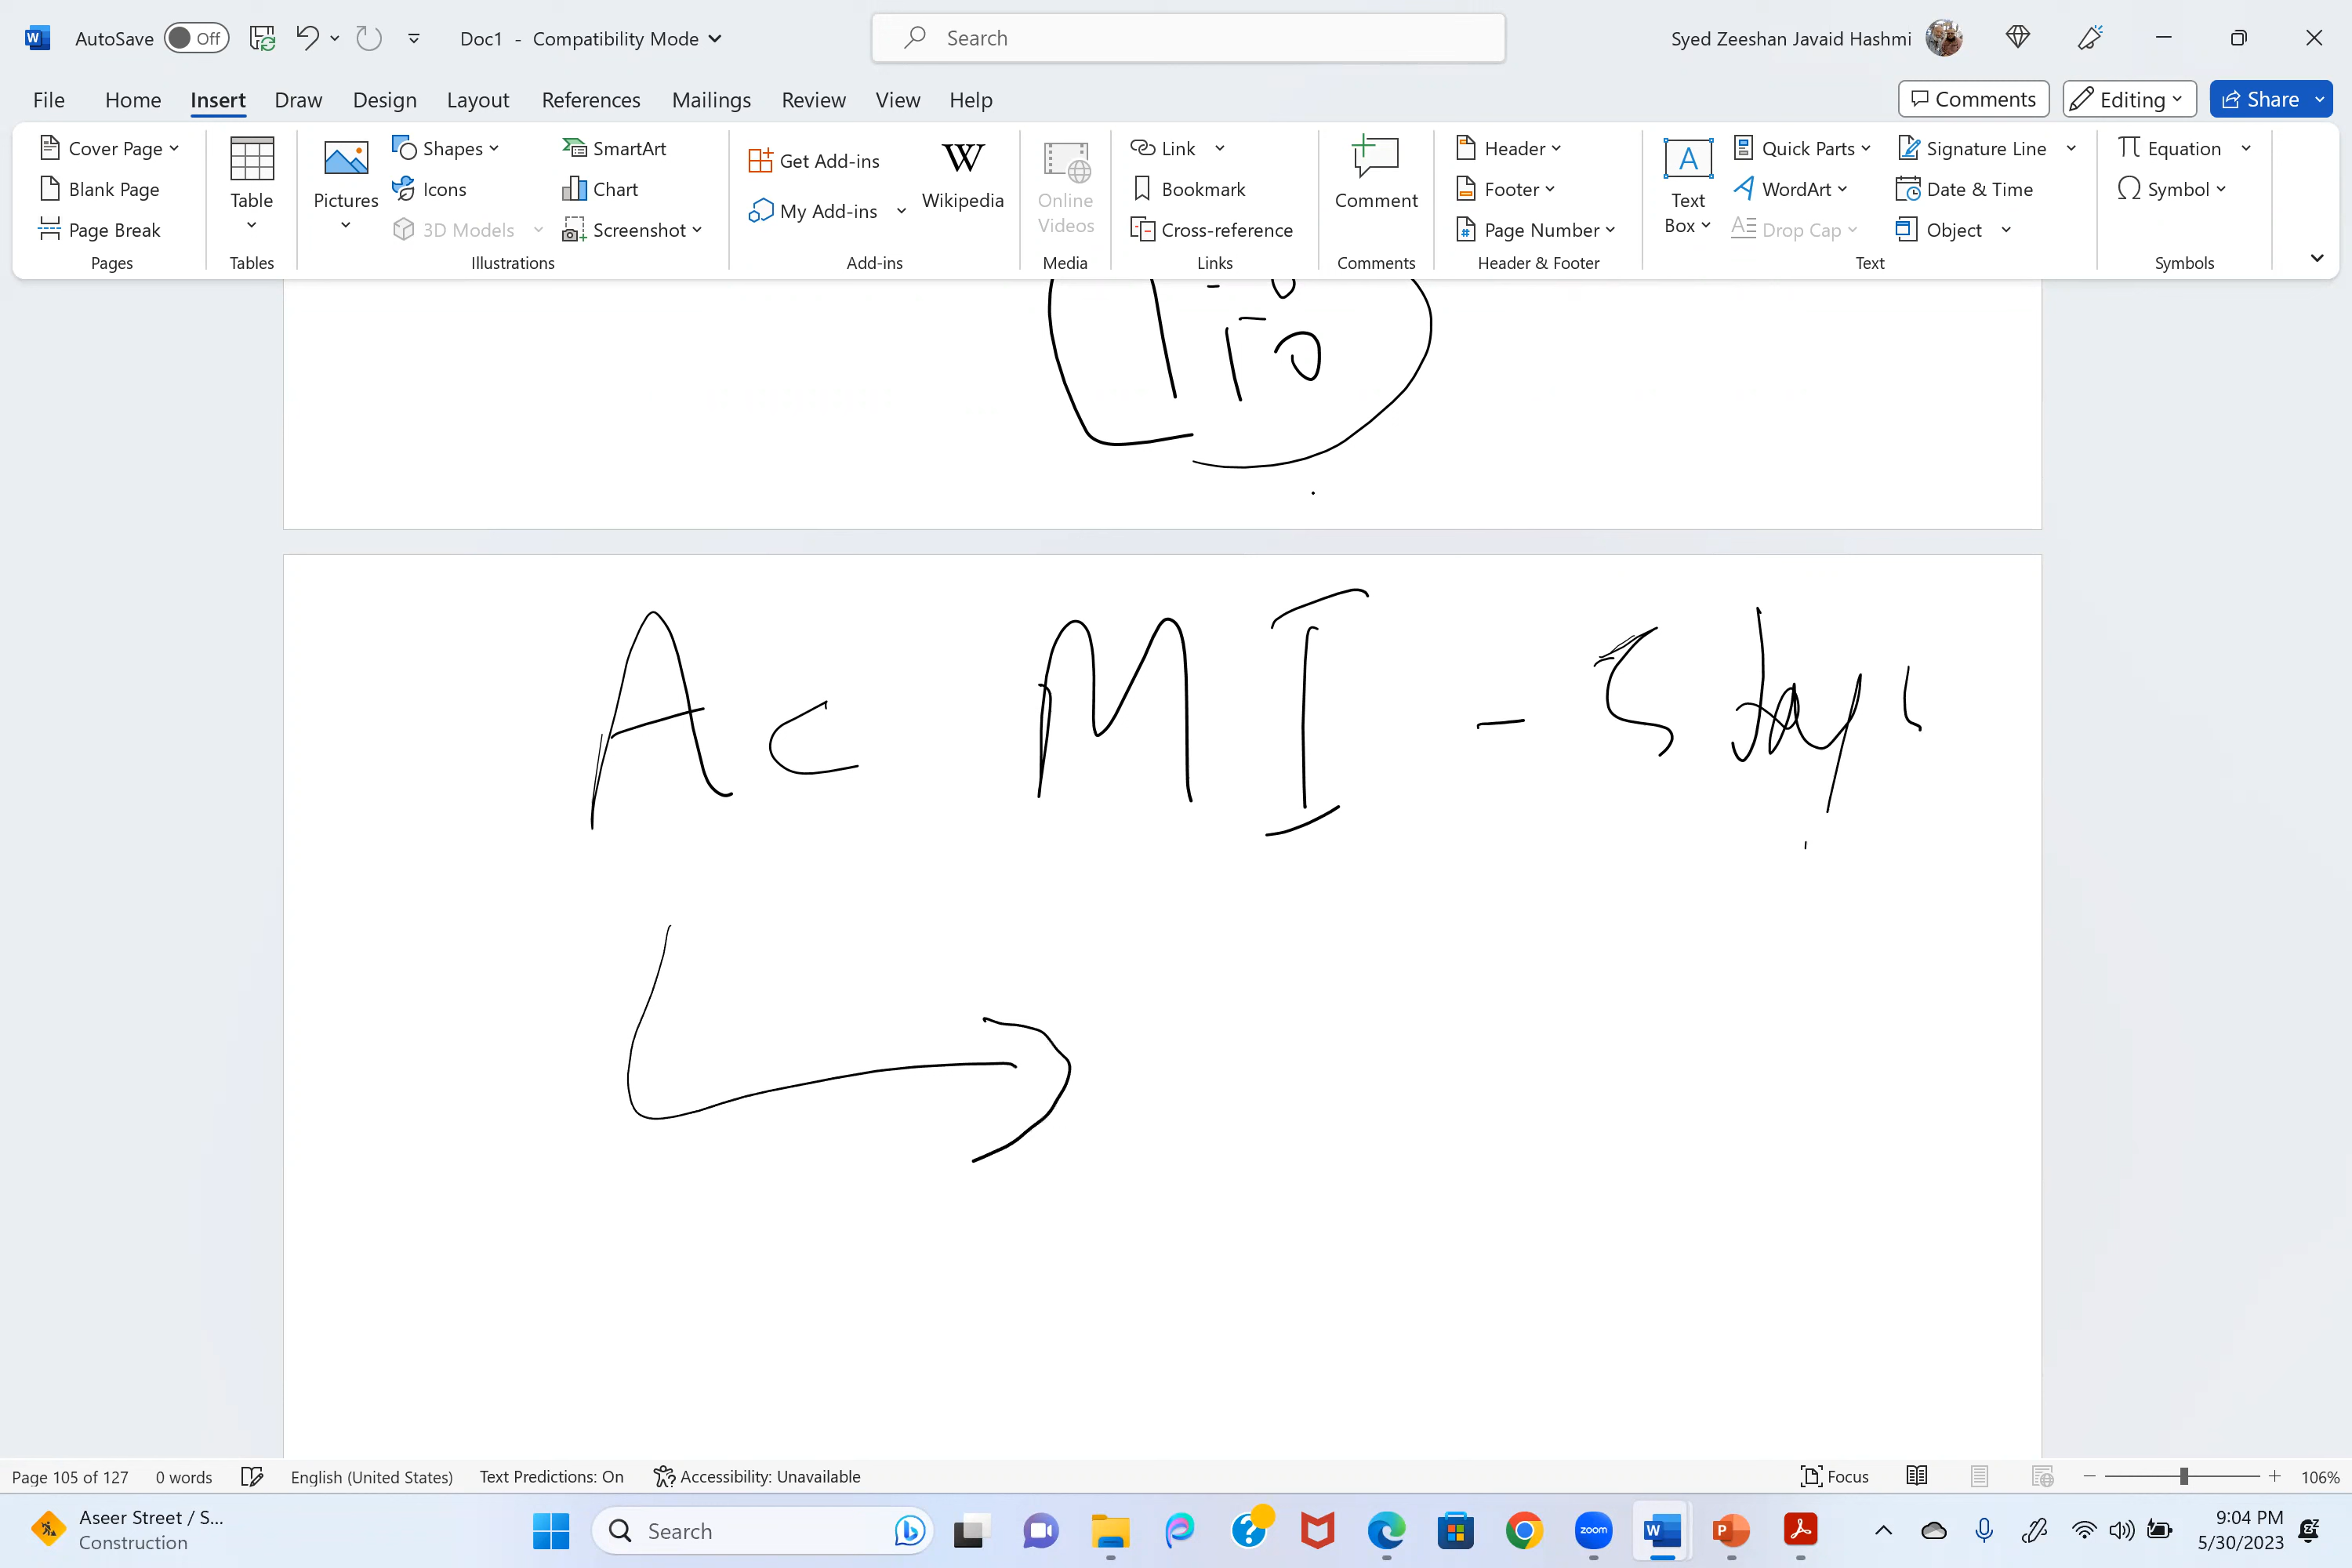 AutoSave Off Doc1 - Compatibility Mode Search Syed Zeeshan Javaid Hashmi
File Home Insert Draw Design Layout References Mailings Review View Help Comments Editing Share
Cover Page
Blank Page
Page Break
Pages
Table
Tables
Pictures
Shapes
Icons
3D Models
SmartArt
Chart
Screenshot
Illustrations
Get Add-ins
My Add-ins
Wikipedia
Add-ins
Online
Videos
Media
Link
Bookmark
Cross-reference
Links
Comment
Comments
Header
Footer
Page Number
Header & Footer
Text
Box
Quick Parts
WordArt
Drop Cap
Signature Line
Date & Time
Object
Text
Equation
Symbol
Symbols
Ac MI - 5 days
Page 105 of 127 0 words English (United States) Text Predictions: On Accessibility: Unavailable Focus 106%
Aseer Street / S...
Construction
Search
zoom
9:04 PM
5/30/2023